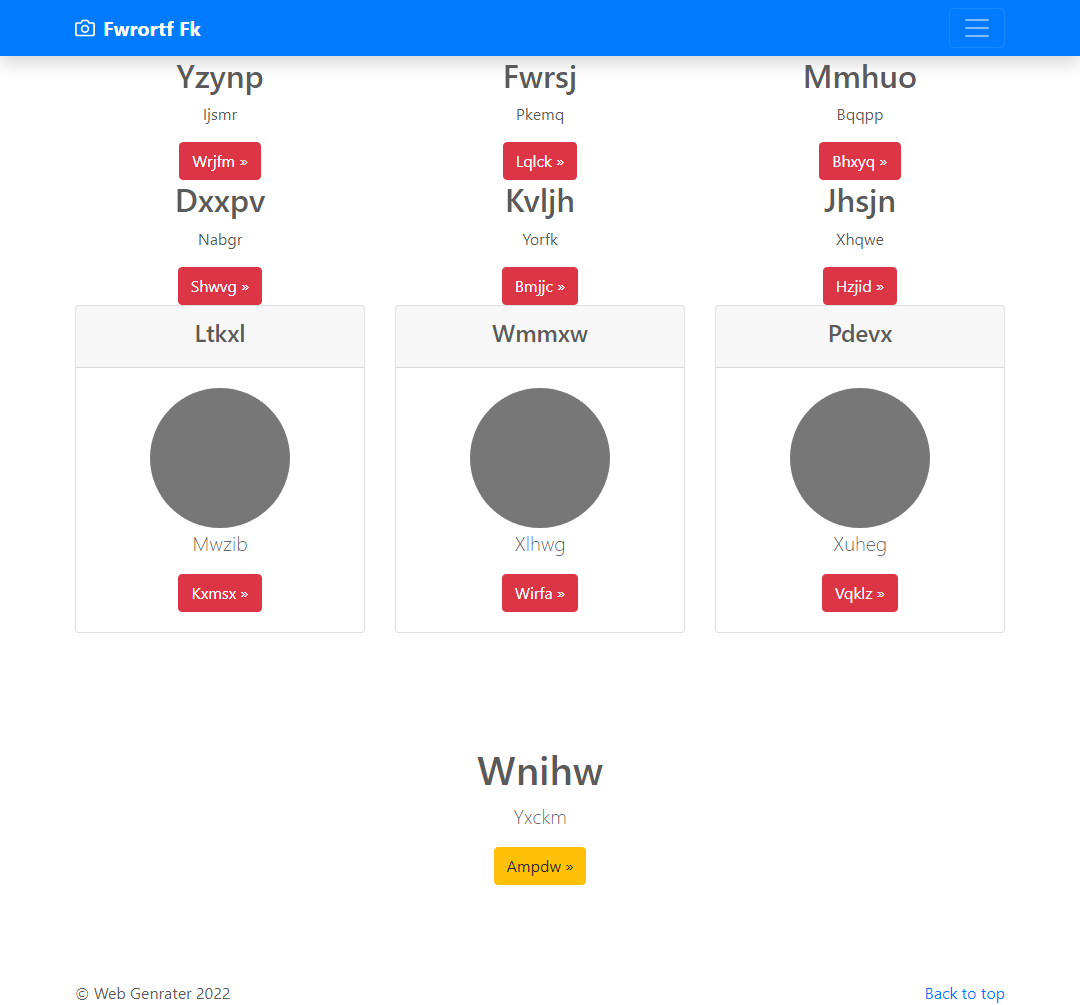 Fwrortf Fk
Yzynp Fwrsj Mmhuo
Ijsmr Pkemq Bqqpp
Wrjfm » Lqlck » Bhxyq »
Dxxpv Kvljh Jhsjn
Nabgr Yorfk Xhqwe
Shwvg » Bmjjc » Hzjid »
Ltkxl Wmmxw Pdevx
Mwzib Xlhwg Xuheg
Kxmsx » Wirfa » Vqklz »
Wnihw
Yxckm
Ampdw »
© Web Genrater 2022 Back to top